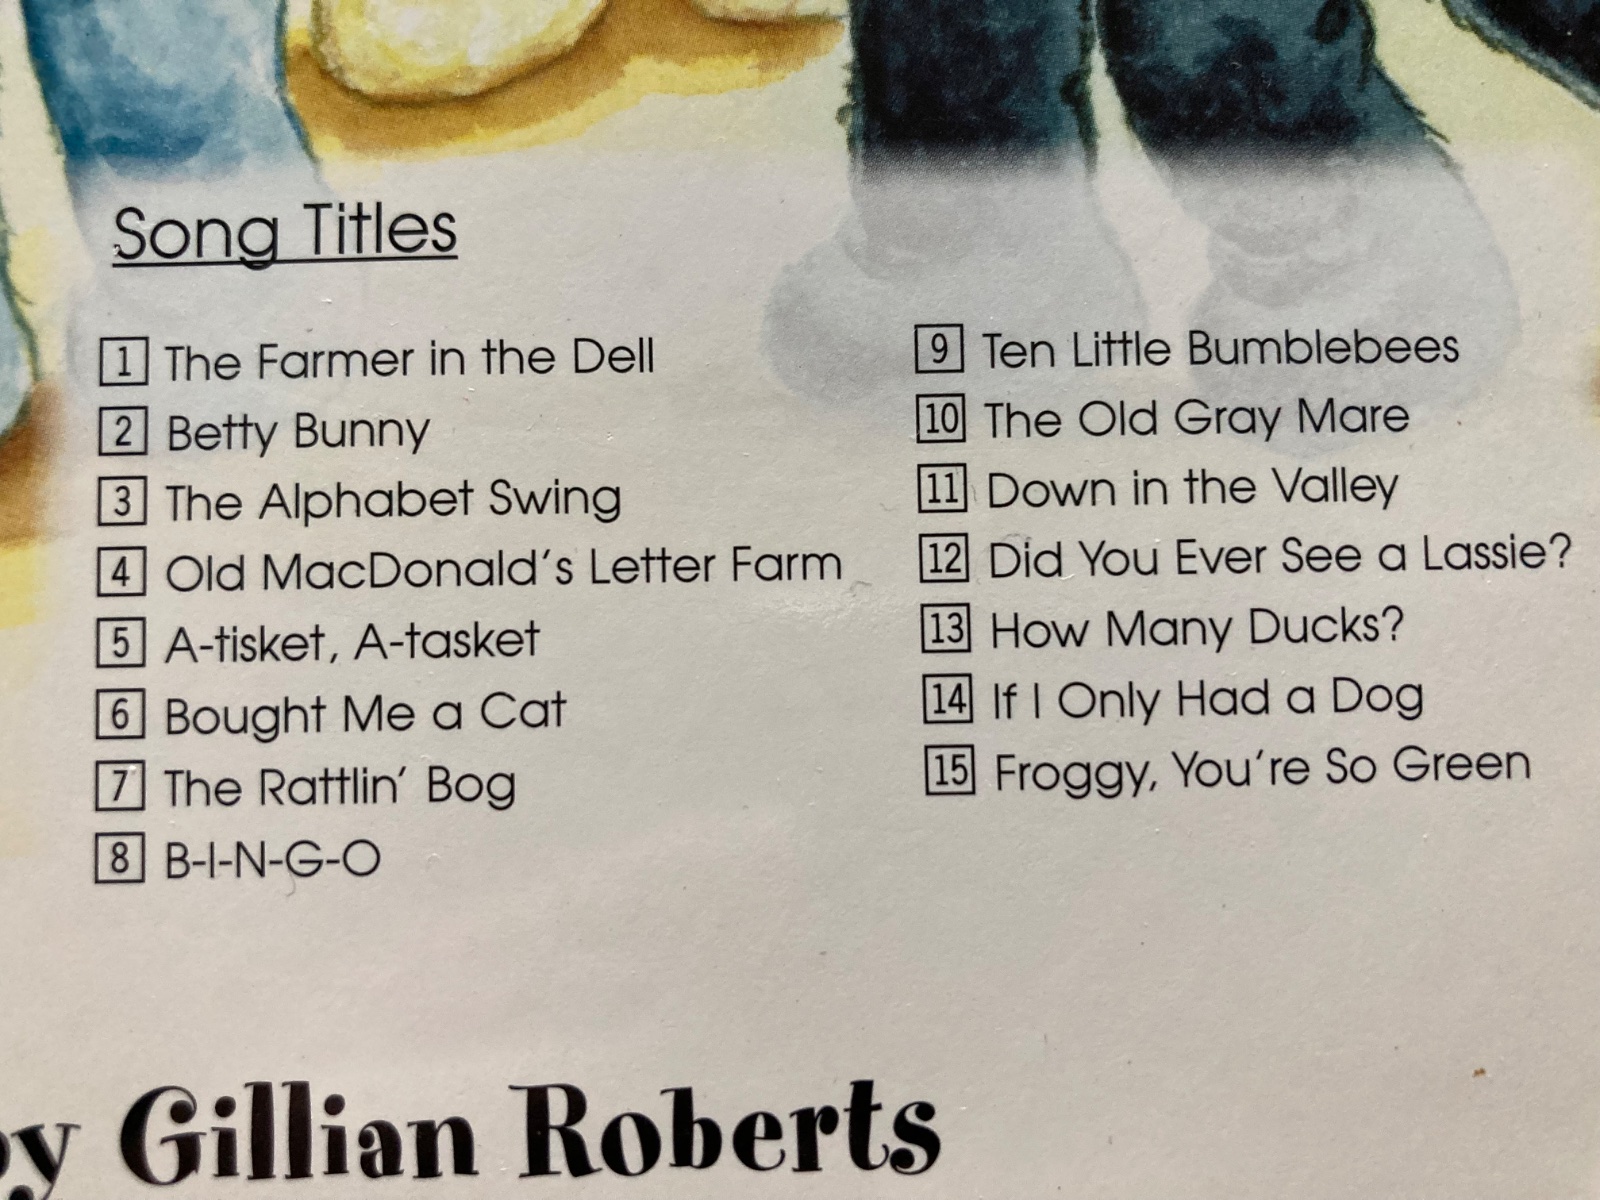 Song Titles
1 The Farmer in the Dell
2 Betty Bunny
3 The Alphabet Swing
4 Old MacDonald's Letter Farm
5 A-tisket, A-tasket
6 Bought Me a Cat
7 The Rattlin' Bog
8 B-I-N-G-O
9 Ten Little Bumblebees
10 The Old Gray Mare
11 Down in the Valley
12 Did You Ever See a Lassie?
13 How Many Ducks?
14 If I Only Had a Dog
15 Froggy, You're So Green
by Gillian Roberts